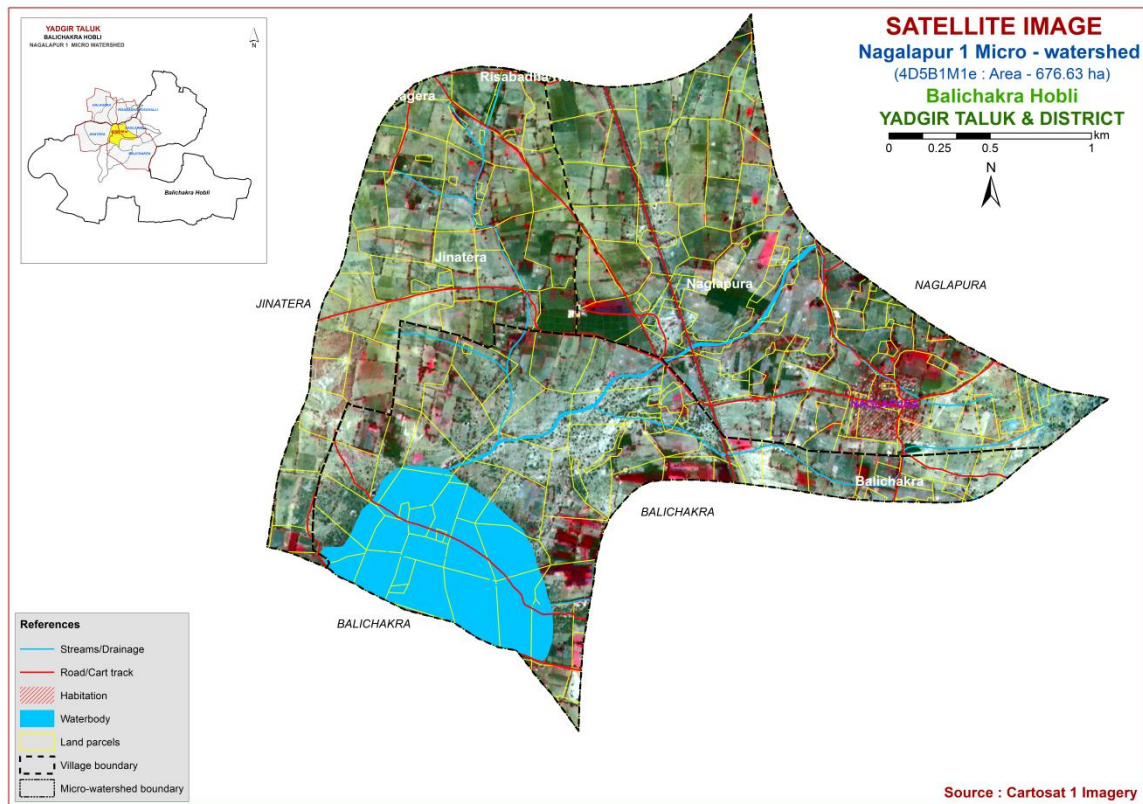 YADGIR TALUK
BALICHAKRA HOBLI
NAGALAPUR 1 MICRO WATERSHED
N
JINATERA
BALICHAKRA
Balichakra Hobli
SATELLITE IMAGE
Nagalapur 1 Micro - watershed
(4D5B1M1e : Area - 676.63 ha)
Balichakra Hobli
YADGIR TALUK & DISTRICT
km
0 0.25 0.5 1
N
Jinatera
Naglapura
JINATERA
NAGLAPURA
Balichakra
BALICHAKRA
BALICHAKRA
References
Streams/Drainage
Road/Cart track
Habitation
Waterbody
Land parcels
Village boundary
Micro-watershed boundary
Source : Cartosat 1 Imagery